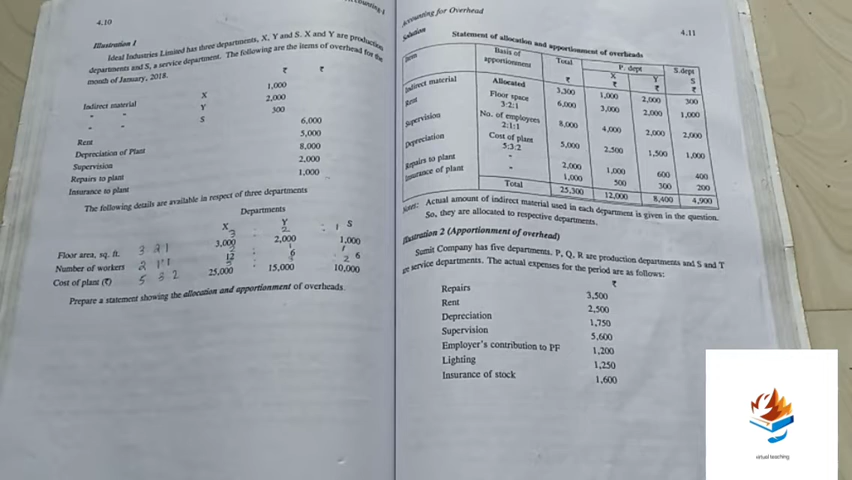 4.10
Illustration 1
Ideal Industries Limited has three departments, X, Y and S. X and Y are production
departments and S, a service department. The following are the items of overhead for the
month of January, 2018.
₹ ₹
Indirect material X 1,000
" " Y 2,000
" " S 300
Rent 6,000
Depreciation of Plant 5,000
Supervision 8,000
Repairs to plant 2,000
Insurance to plant 1,000
The following details are available in respect of three departments
Departments
X Y S
3 : 2 : 1
Floor area, sq. ft. 3 2 1 3,000 2,000 1,000
Number of workers 2 1 1 12 6 6
Cost of plant (₹) 5 3 2 25,000 15,000 10,000
Prepare a statement showing the allocation and apportionment of overheads.
Accounting for Overhead
4.11
Solution
Statement of allocation and apportionment of overheads
Item Basis of apportionment Total P. dept S.dept
X Y S
₹ ₹ ₹ ₹
Indirect material Allocated 3,300 1,000 2,000 300
Rent Floor space 3:2:1 6,000 3,000 2,000 1,000
Supervision No. of employees 2:1:1 8,000 4,000 2,000 2,000
Depreciation Cost of plant 5:3:2 5,000 2,500 1,500 1,000
Repairs to plant " 2,000 1,000 600 400
Insurance of plant " 1,000 500 300 200
Total 25,300 12,000 8,400 4,900
Notes: Actual amount of indirect material used in each department is given in the question.
So, they are allocated to respective departments.
Illustration 2 (Apportionment of overhead)
Sumit Company has five departments. P, Q, R are production departments and S and T
are service departments. The actual expenses for the period are as follows:
₹
Repairs 3,500
Rent 2,500
Depreciation 1,750
Supervision 5,600
Employer's contribution to PF 1,200
Lighting 1,250
Insurance of stock 1,600
virtual teaching